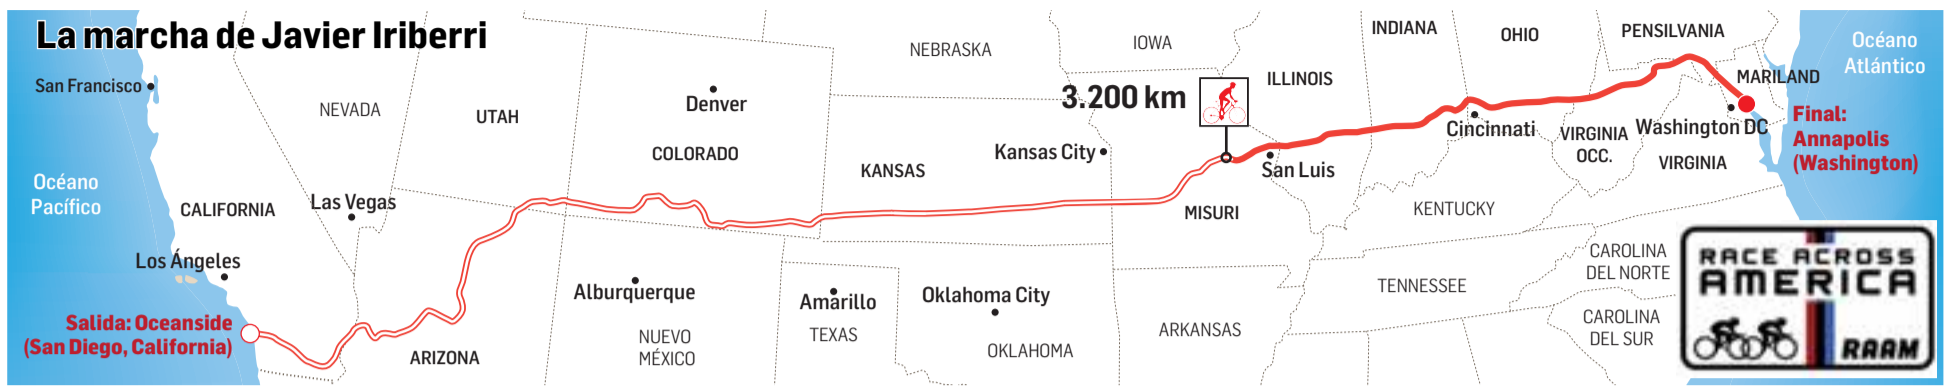 La marcha de Javier Iriberri
San Francisco
NEVADA
UTAH
Denver
COLORADO
NEBRASKA
KANSAS
Kansas City
IOWA
3.200 km
ILLINOIS
INDIANA
OHIO
PENSILVANIA
MARILAND
Océano
Atlántico
Final:
Annapolis
(Washington)
Washington DC
Cincinnati
VIRGINIA
OCC.
VIRGINIA
San Luis
MISURI
KENTUCKY
Océano
Pacífico
CALIFORNIA
Las Vegas
Los Ángeles
Salida: Oceanside
(San Diego, California)
ARIZONA
Alburquerque
NUEVO
MÉXICO
Amarillo
TEXAS
Oklahoma City
OKLAHOMA
ARKANSAS
TENNESSEE
CAROLINA
DEL NORTE
CAROLINA
DEL SUR
RACE ACROSS
AMERICA
RAAM